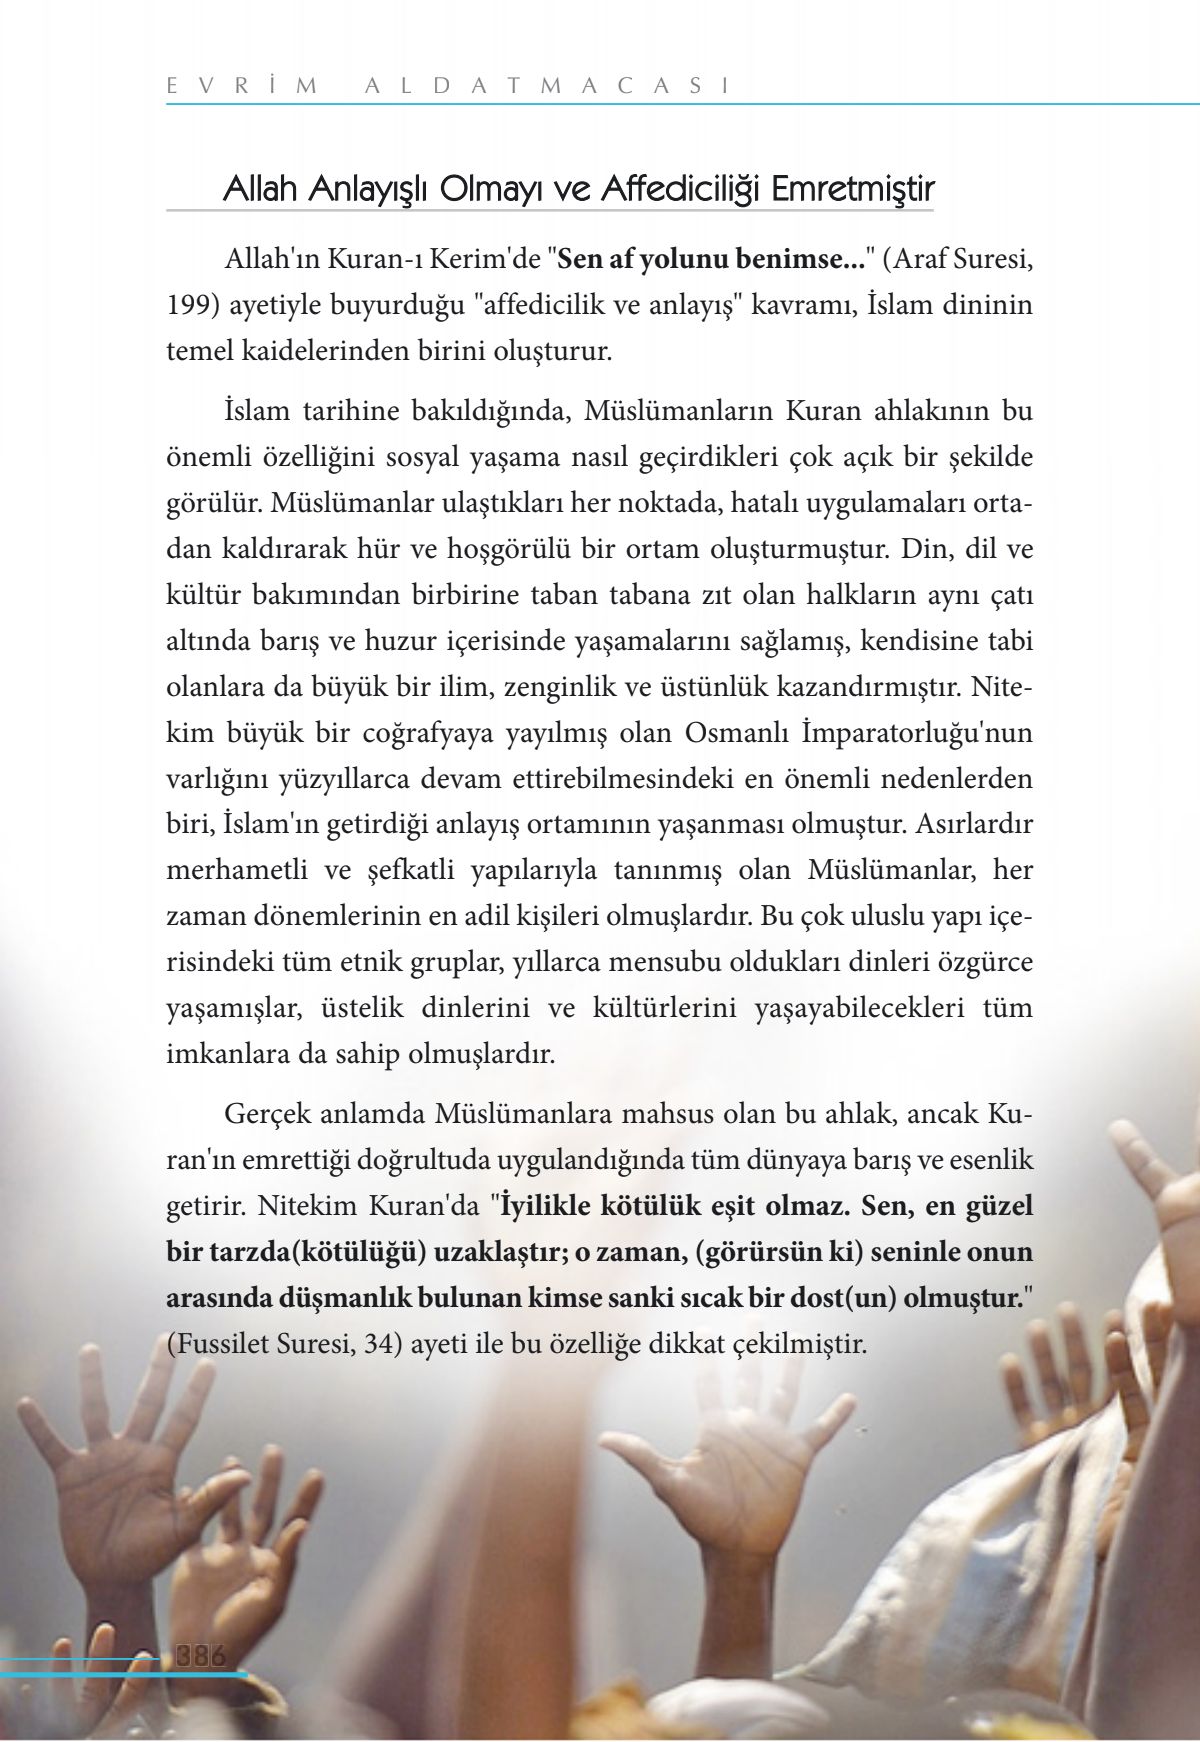 EVRİM ALDATMACASI
Allah Anlayışlı Olmayı ve Affediciliği Emretmiştir
Allah'ın Kuran-ı Kerim'de "Sen af yolunu benimse..." (Araf Suresi,
199) ayetiyle buyurduğu "affedicilik ve anlayış" kavramı, İslam dininin
temel kaidelerinden birini oluşturur.
İslam tarihine bakıldığında, Müslümanların Kuran ahlakının bu
önemli özelliğini sosyal yaşama nasıl geçirdikleri çok açık bir şekilde
görülür. Müslümanlar ulaştıkları her noktada, hatalı uygulamaları orta-
dan kaldırarak hür ve hoşgörülü bir ortam oluşturmuştur. Din, dil ve
kültür bakımından birbirine taban tabana zıt olan halkların aynı çatı
altında barış ve huzur içerisinde yaşamalarını sağlamış, kendisine tabi
olanlara da büyük bir ilim, zenginlik ve üstünlük kazandırmıştır. Nite-
kim büyük bir coğrafyaya yayılmış olan Osmanlı İmparatorluğu'nun
varlığını yüzyıllarca devam ettirebilmesindeki en önemli nedenlerden
biri, İslam'ın getirdiği anlayış ortamının yaşanması olmuştur. Asırlardır
merhametli ve şefkatli yapılarıyla tanınmış olan Müslümanlar, her
zaman dönemlerinin en adil kişileri olmuşlardır. Bu çok uluslu yapı içe-
risindeki tüm etnik gruplar, yıllarca mensubu oldukları dinleri özgürce
yaşamışlar, üstelik dinlerini ve kültürlerini yaşayabilecekleri tüm
imkanlara da sahip olmuşlardır.
Gerçek anlamda Müslümanlara mahsus olan bu ahlak, ancak Ku-
ran'ın emrettiği doğrultuda uygulandığında tüm dünyaya barış ve esenlik
getirir. Nitekim Kuran'da "İyilikle kötülük eşit olmaz. Sen, en güzel
bir tarzda(kötülüğü) uzaklaştır; o zaman, (görürsün ki) seninle onun
arasında düşmanlık bulunan kimse sanki sıcak bir dost(un) olmuştur."
(Fussilet Suresi, 34) ayeti ile bu özelliğe dikkat çekilmiştir.
386